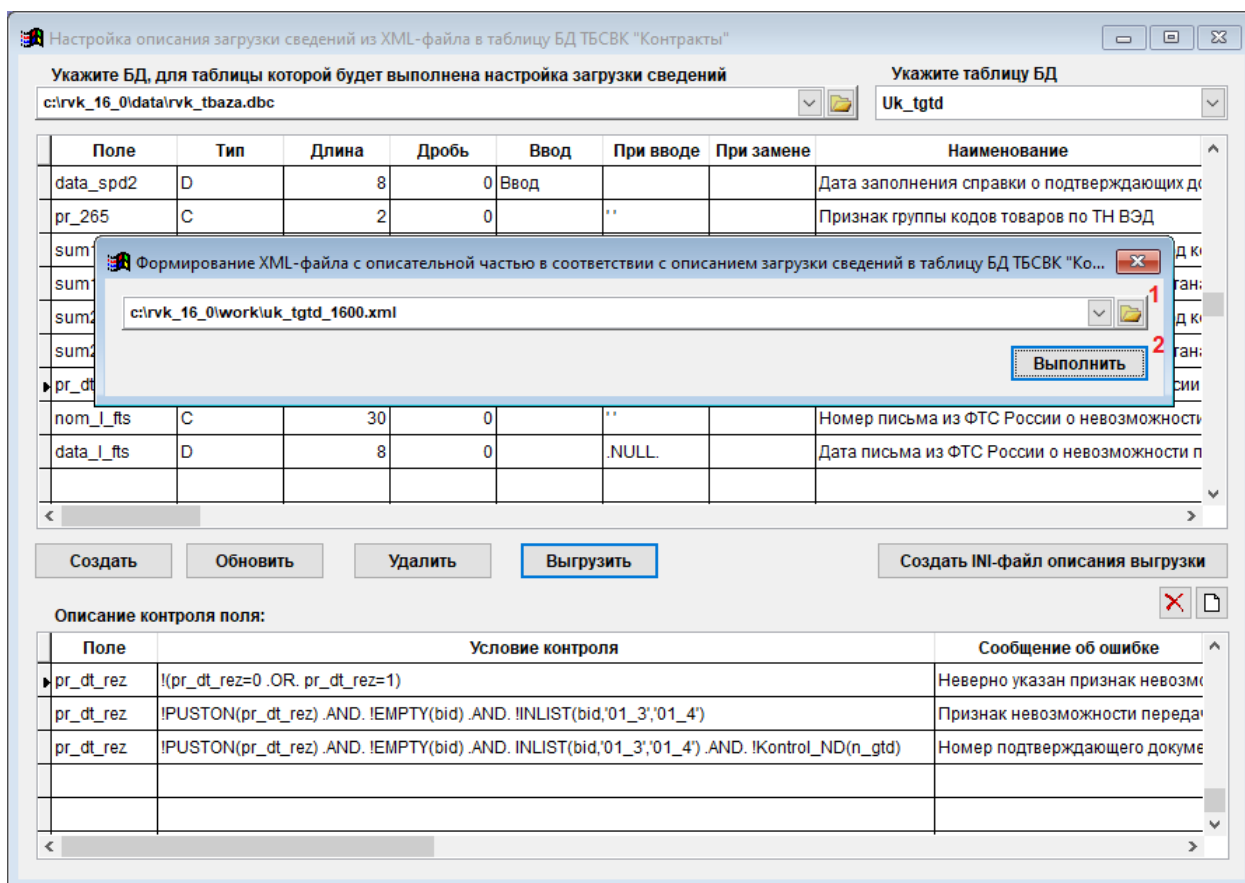 Настройка описания загрузки сведений из XML-файла в таблицу БД ТБСВК "Контракты"
Укажите БД, для таблицы которой будет выполнена настройка загрузки сведений Укажите таблицу БД
c:\rvk_16_0\data\rvk_tbaza.dbc Uk_tgtd
Поле Тип Длина Дробь Ввод При вводе При замене Наименование
data_spd2 D 8 0 Ввод Дата заполнения справки о подтверждающих до
pr_265 C 2 0 ' ' Признак группы кодов товаров по ТН ВЭД
Формирование XML-файла с описательной частью в соответствии с описанием загрузки сведений в таблицу БД ТБСВК "Ко...
c:\rvk_16_0\work\uk_tgtd_1600.xml 1
Выполнить 2
nom_l_fts C 30 0 ' ' Номер письма из ФТС России о невозможности
data_l_fts D 8 0 .NULL. Дата письма из ФТС России о невозможности п
Создать Обновить Удалить Выгрузить Создать INI-файл описания выгрузки
Описание контроля поля:
Поле Условие контроля Сообщение об ошибке
pr_dt_rez !(pr_dt_rez=0 .OR. pr_dt_rez=1) Неверно указан признак невозмо
pr_dt_rez !PUSTON(pr_dt_rez) .AND. !EMPTY(bid) .AND. !INLIST(bid,'01_3','01_4') Признак невозможности передач
pr_dt_rez !PUSTON(pr_dt_rez) .AND. !EMPTY(bid) .AND. INLIST(bid,'01_3','01_4') .AND. !Kontrol_ND(n_gtd) Номер подтверждающего докуме